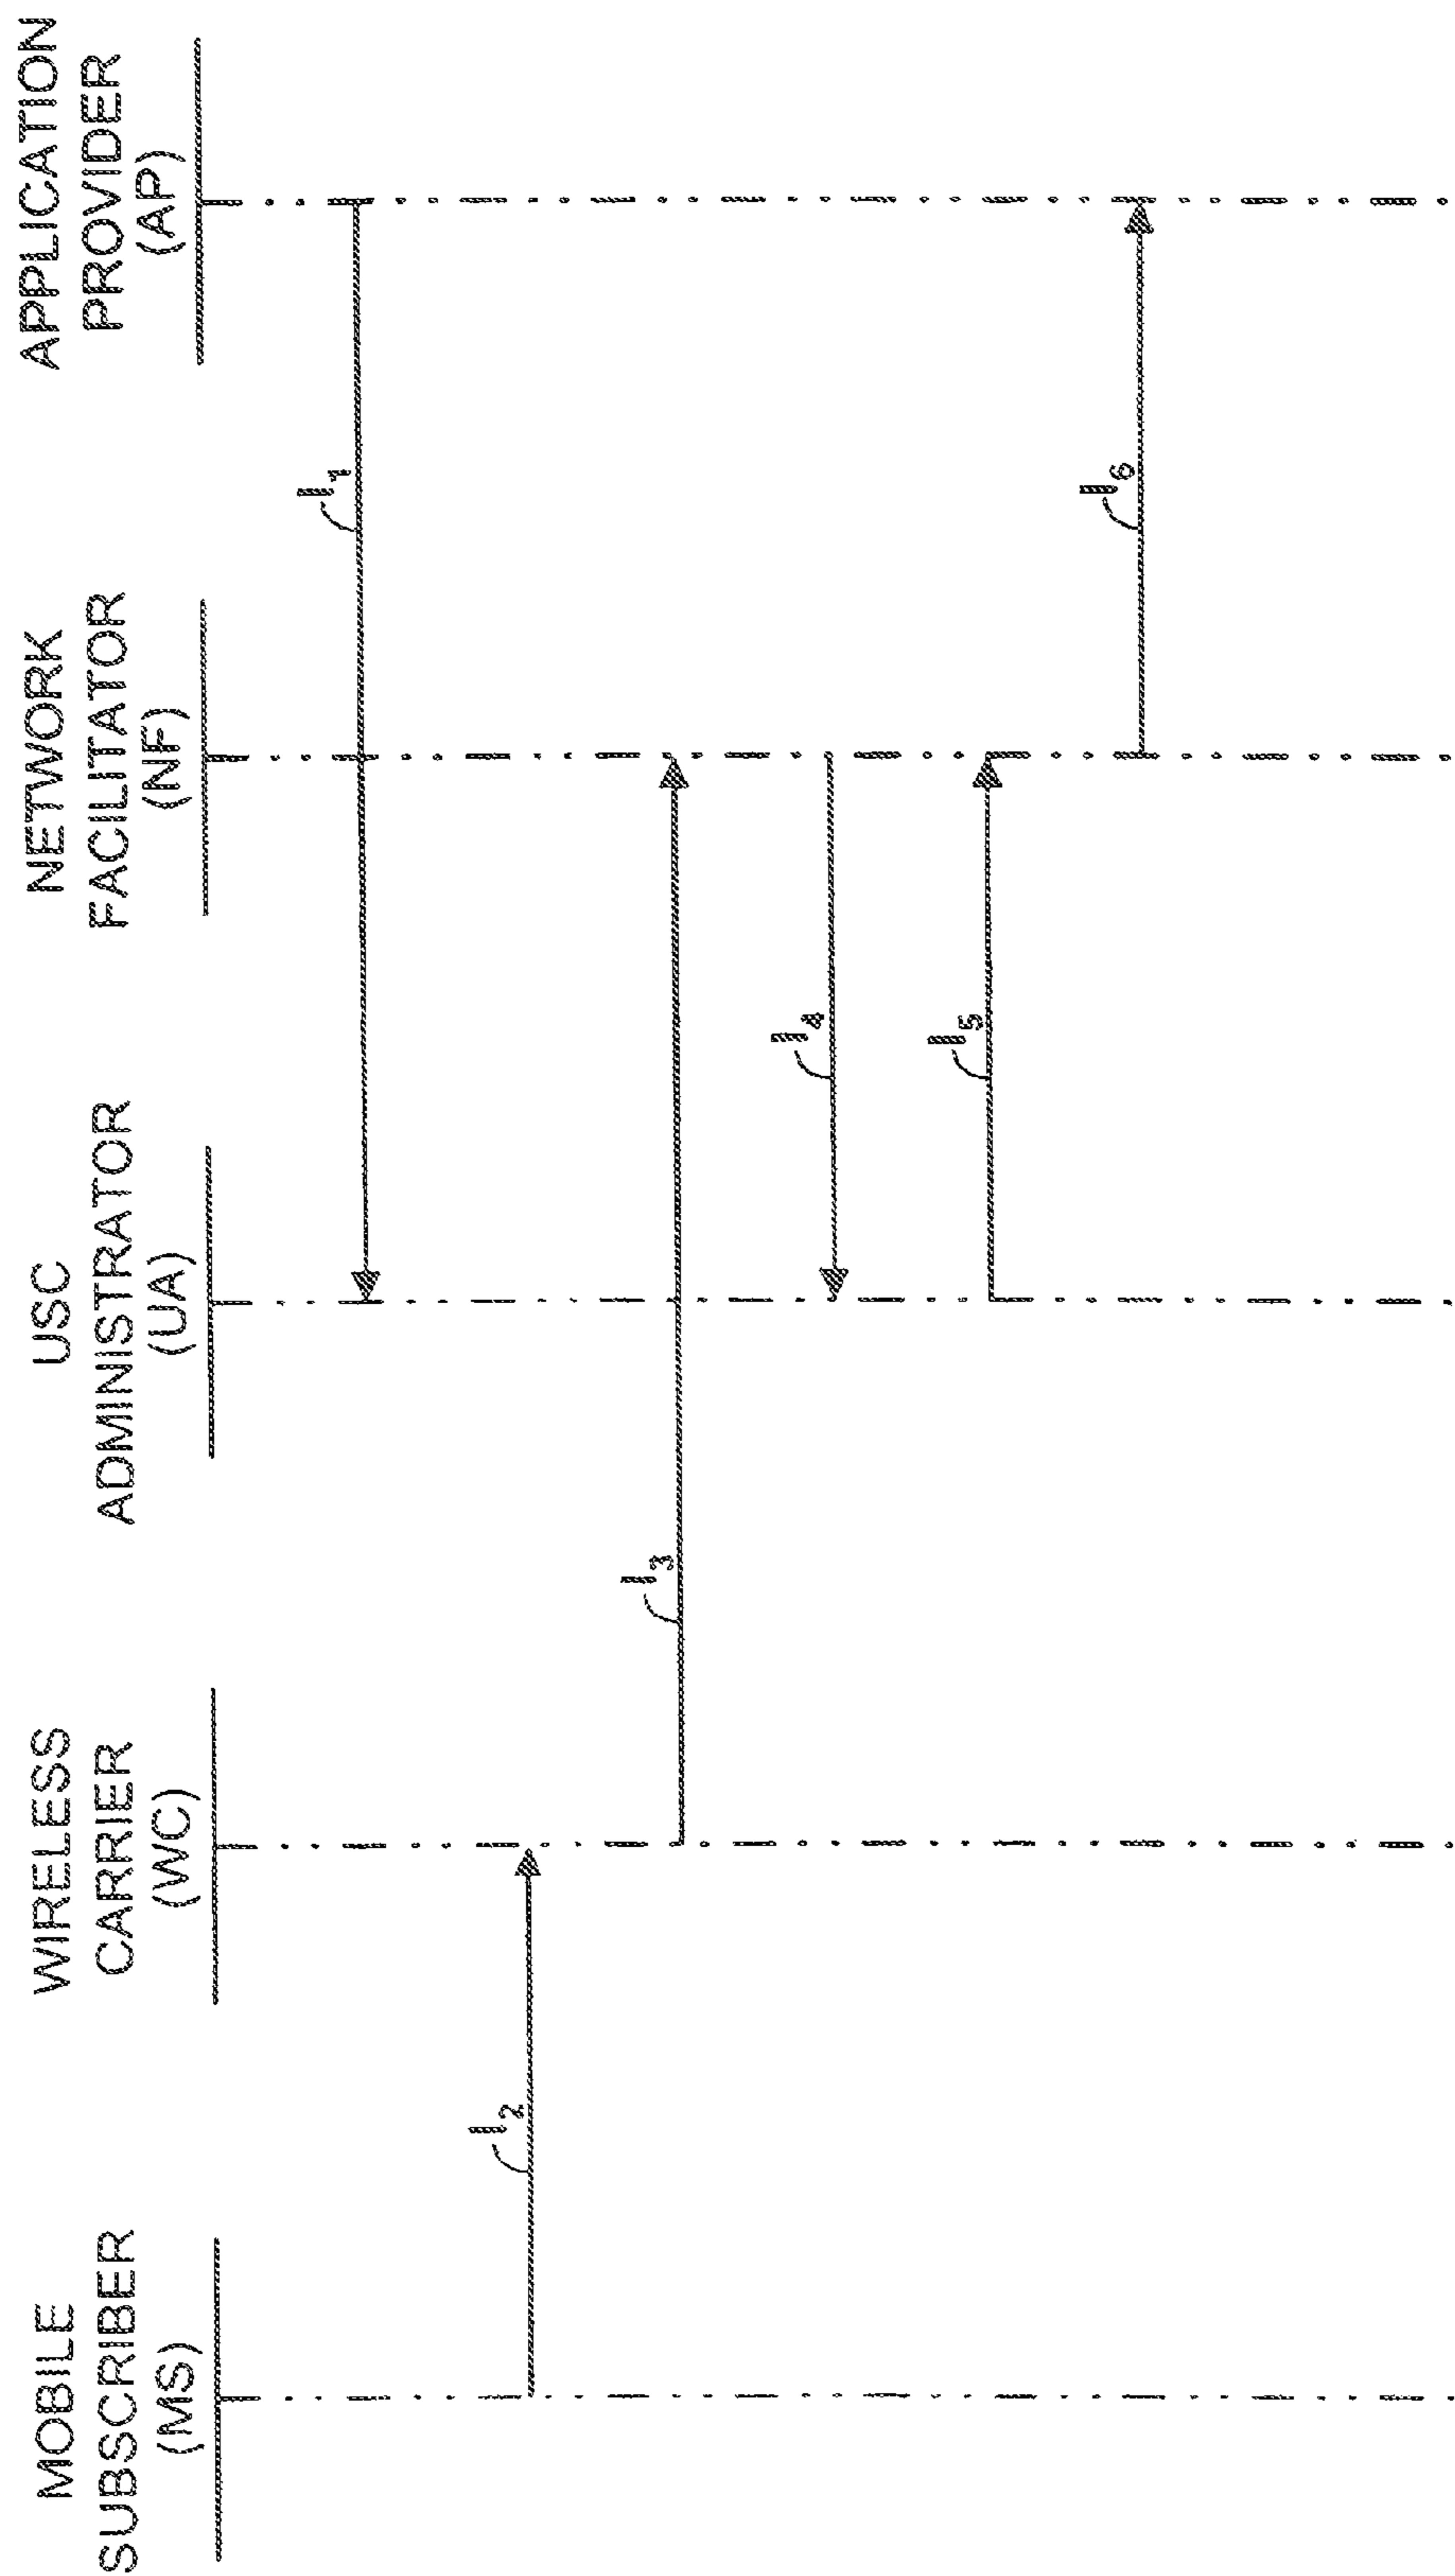 MOBILE
SUBSCRIBER
(MS)
WIRELESS
CARRIER
(WC)
USC
ADMINISTRATOR
(UA)
NETWORK
FACILITATOR
(NF)
APPLICATION
PROVIDER
(AP)
I₁
I₂
I₃
I₄
I₅
I₆